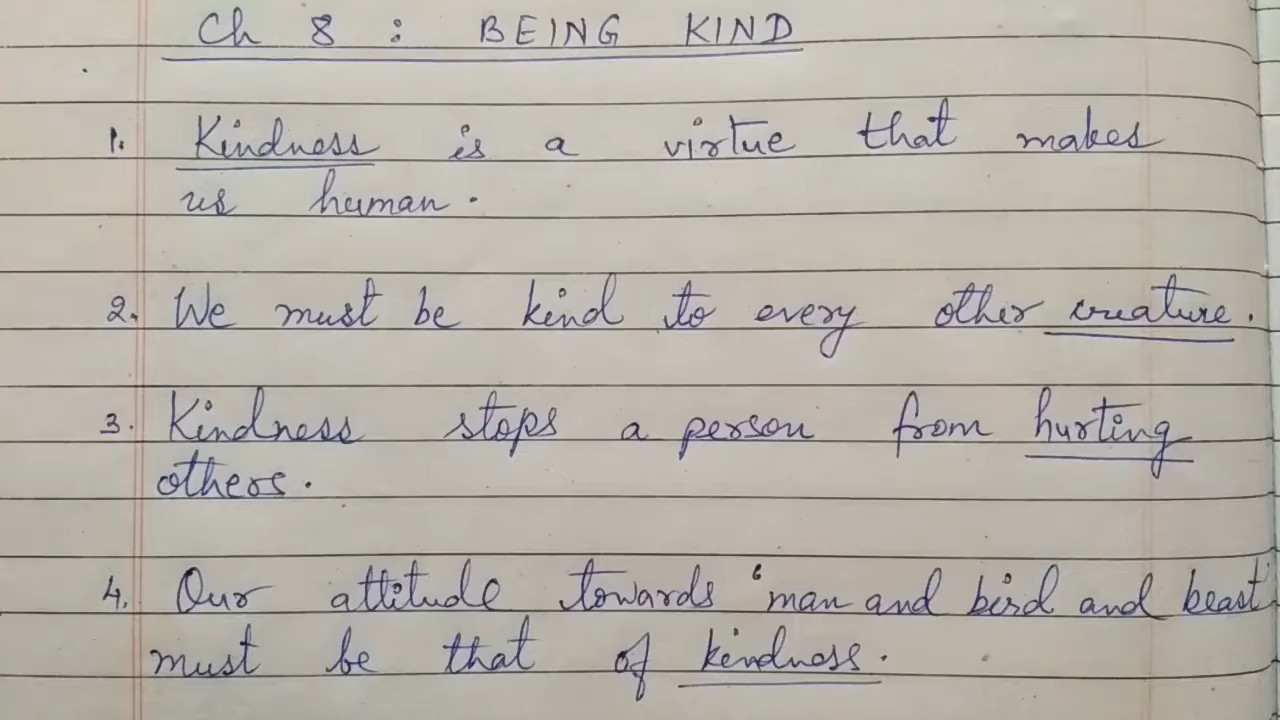 Ch 8 : BEING KIND
1. Kindness is a virtue that makes
us human.
2. We must be kind to every other creature.
3. Kindness stops a person from hurting
others.
4. Our attitude towards ‘man and bird and beast’
must be that of kindness.